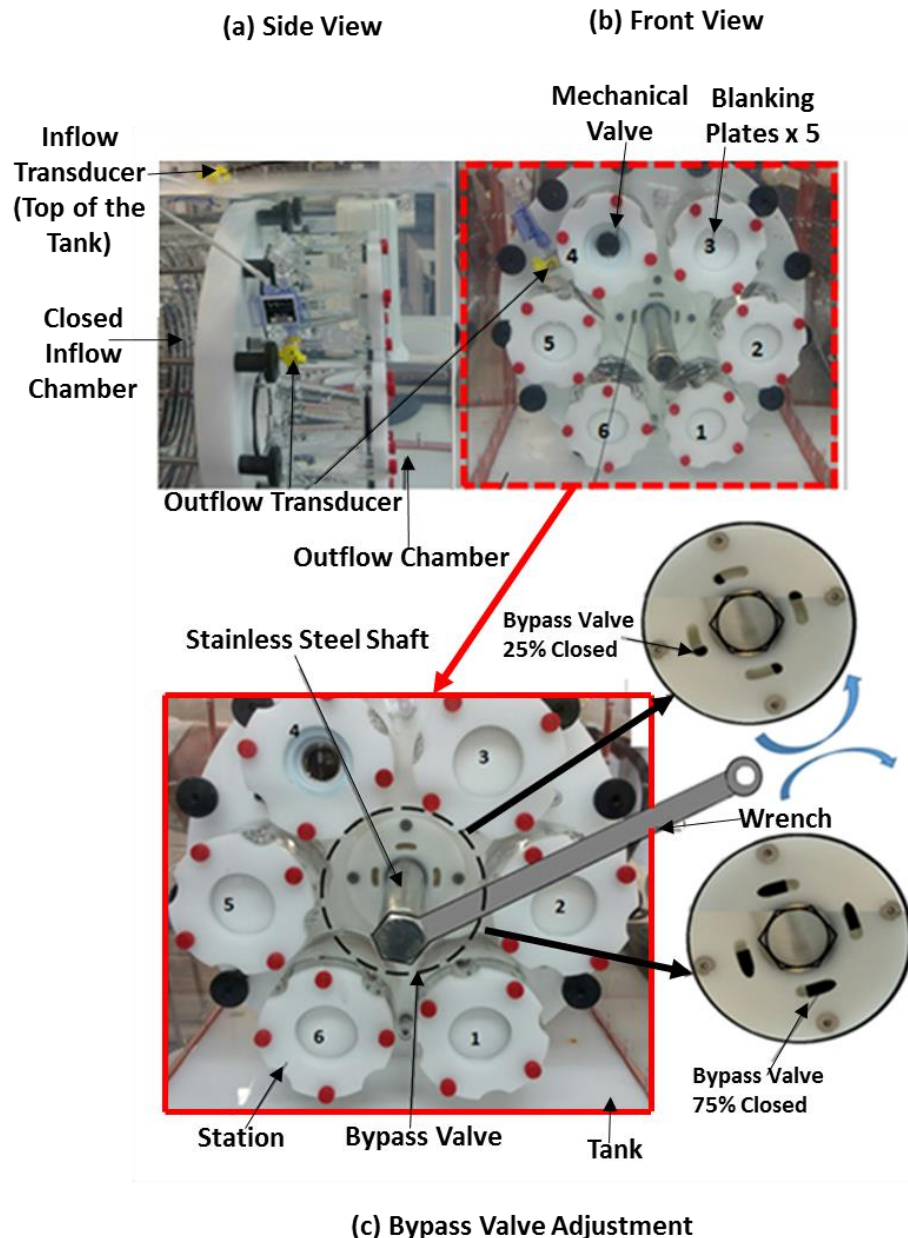 (a) Side View
(b) Front View
Mechanical
Valve
Blanking
Plates x 5
Inflow
Transducer
(Top of the
Tank)
Closed
Inflow
Chamber
4
3
5
2
6
1
Outflow Transducer
Outflow Chamber
Bypass Valve
25% Closed
Stainless Steel Shaft
4
3
5
2
6
1
Wrench
Bypass Valve
75% Closed
Station
Bypass Valve
Tank
(c) Bypass Valve Adjustment